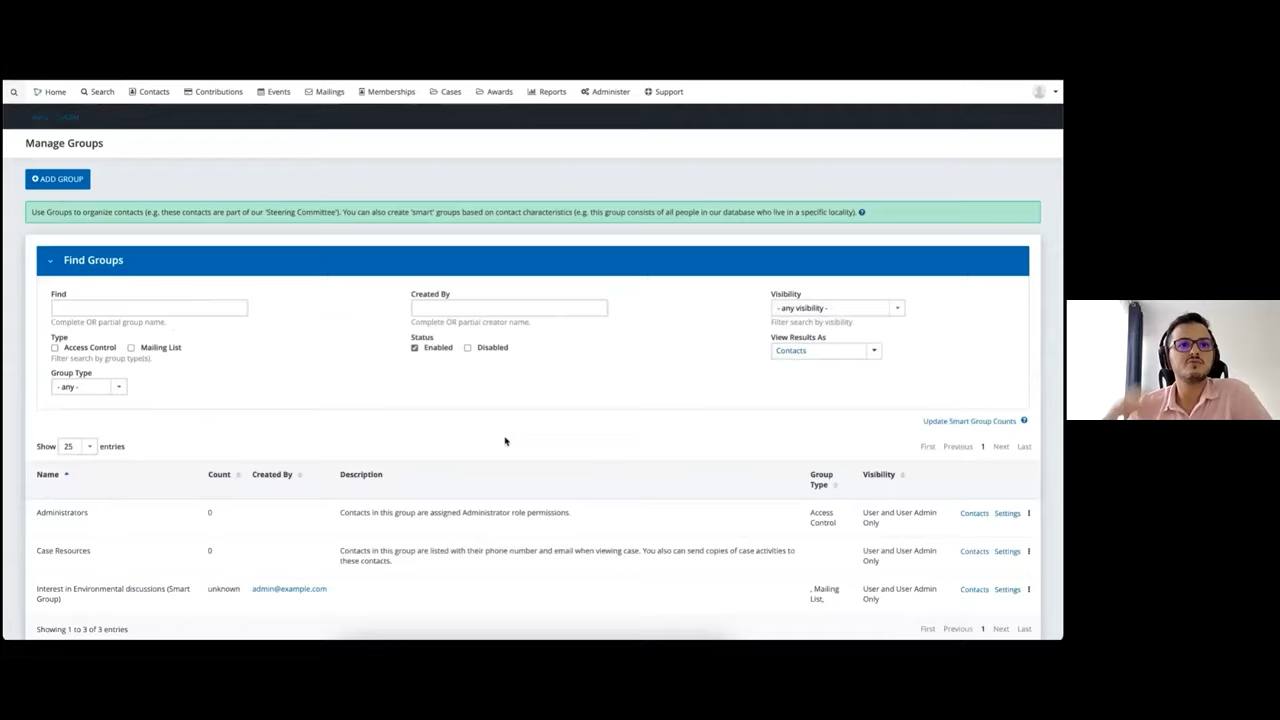 Home Search Contacts Contributions Events Mailings Memberships Cases Awards Reports Administer Support
Manage Groups
ADD GROUP
Use Groups to organize contacts (e.g. these contacts are part of our 'Steering Committee'). You can also create 'smart' groups based on contact characteristics (e.g. this group consists of all people in our database who live in a specific locality).
Find Groups
Find Created By Visibility
- any visibility -
Complete OR partial group name. Complete OR partial creator name. Filter search by visibility.
Type Status View Results As
Access Control Mailing List Enabled Disabled Contacts
Filter search by group type(s).
Group Type
- any -
Update Smart Group Counts
Show 25 entries First Previous 1 Next Last
Name Count Created By Description Group Type Visibility
Administrators 0 Contacts in this group are assigned Administrator role permissions. Access Control User and User Admin Only Contacts Settings
Case Resources 0 Contacts in this group are listed with their phone number and email when viewing case. You also can send copies of case activities to these contacts. User and User Admin Only Contacts Settings
Interest in Environmental discussions (Smart Group) unknown admin@example.com , Mailing List, User and User Admin Only Contacts Settings
Showing 1 to 3 of 3 entries First Previous 1 Next Last